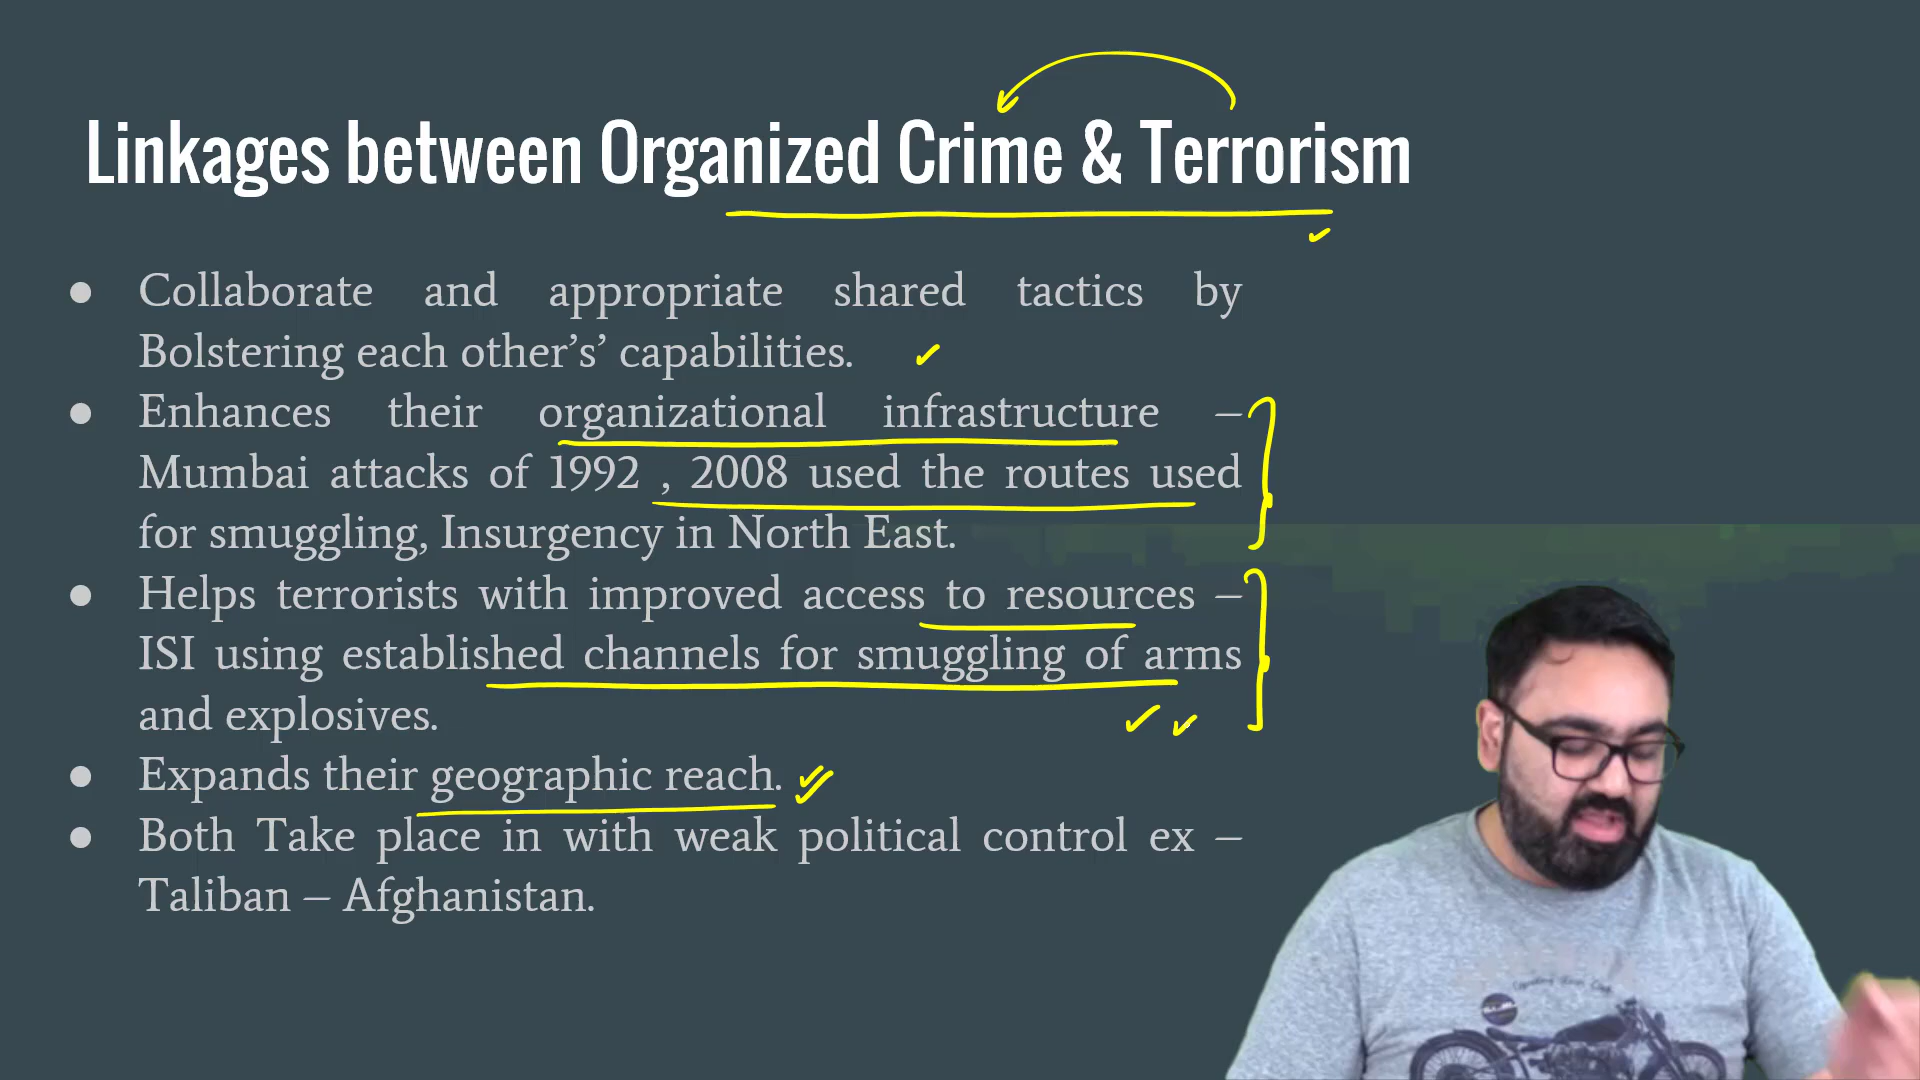 Linkages between Organized Crime & Terrorism
● Collaborate and appropriate shared tactics by
Bolstering each other’s’ capabilities.
● Enhances their organizational infrastructure –
Mumbai attacks of 1992 , 2008 used the routes used
for smuggling, Insurgency in North East.
● Helps terrorists with improved access to resources –
ISI using established channels for smuggling of arms
and explosives.
● Expands their geographic reach.
● Both Take place in with weak political control ex –
Taliban – Afghanistan.